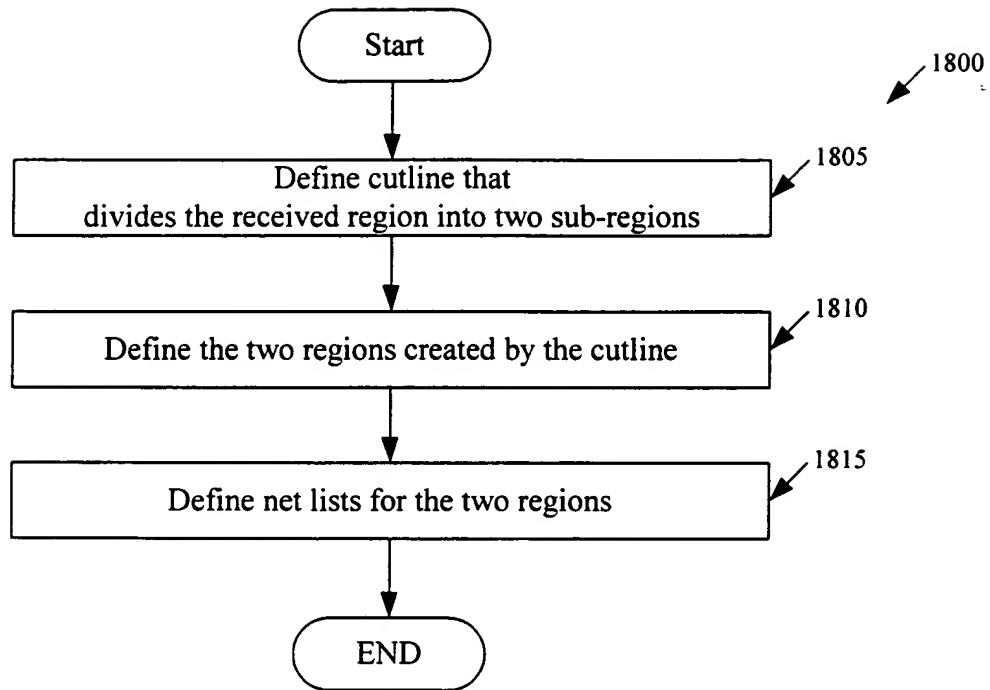 Start
1800
1805
Define cutline that
divides the received region into two sub-regions
1810
Define the two regions created by the cutline
1815
Define net lists for the two regions
END